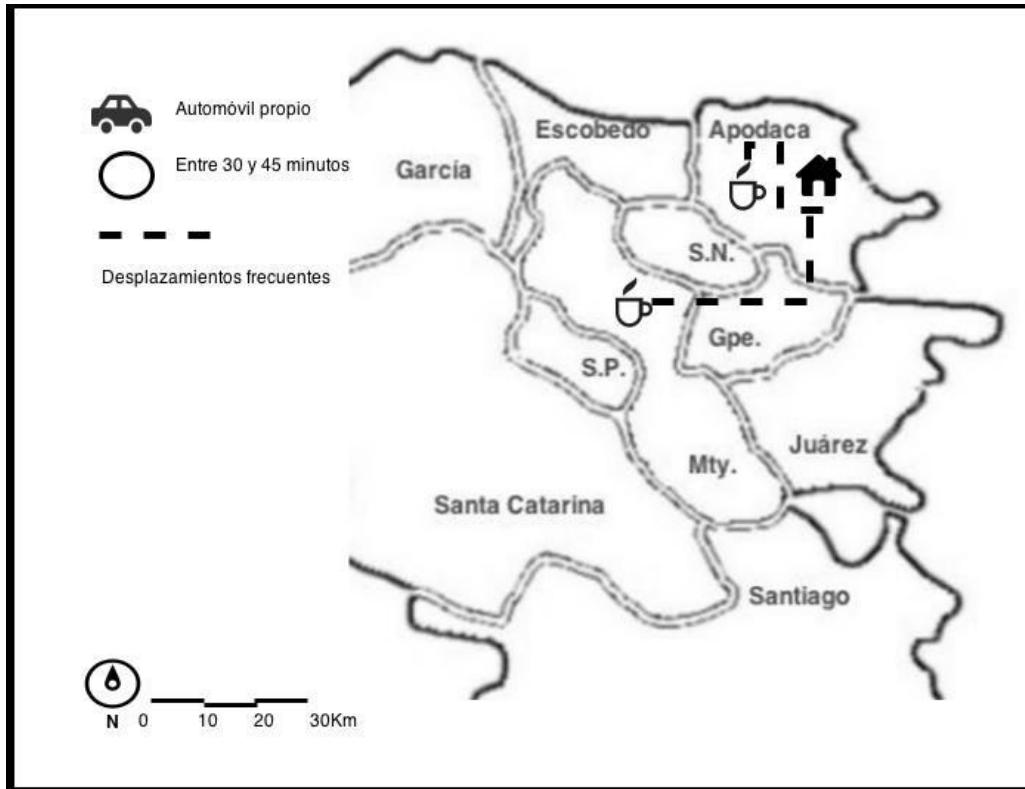 Automóvil propio
Entre 30 y 45 minutos
Desplazamientos frecuentes
Escobedo
Apodaca
García
S.N.
Gpe.
S.P.
Juárez
Mty.
Santa Catarina
Santiago
N 0 10 20 30Km